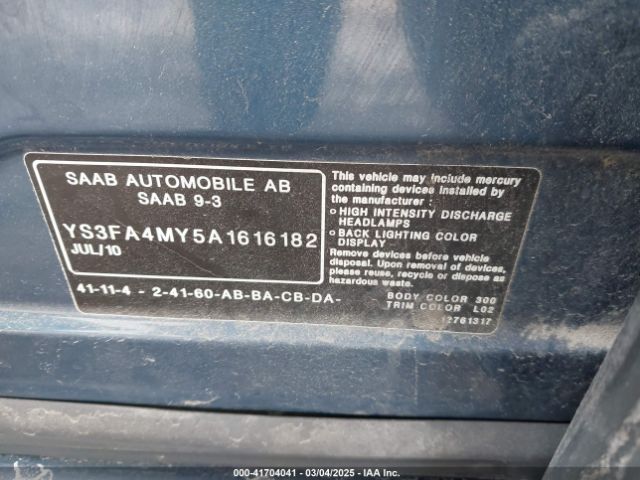 SAAB AUTOMOBILE AB
SAAB 9-3
YS3FA4MY5A1616182
JUL/10
41-11-4 - 2-41-60-AB-BA-CB-DA-
This vehicle may include mercury
containing devices installed by
the manufacturer :
o HIGH INTENSITY DISCHARGE
HEADLAMPS
o BACK LIGHTING COLOR
DISPLAY
Remove devices before vehicle
disposal. Upon removal of devices,
please reuse, recycle or dispose as
hazardous waste.
BODY COLOR 300
TRIM COLOR L02
12761317
000-41704041 - 03/04/2025 - IAA Inc.